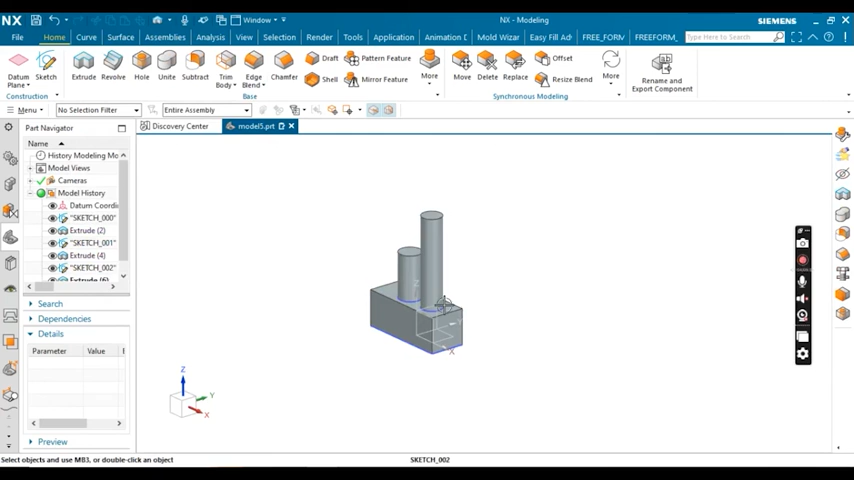 NX
Window
NX - Modeling
SIEMENS
File Home Curve Surface Assemblies Analysis View Selection Render Tools Application Animation D Mold Wizard Easy Fill Ad FREE_FORM FREEFORM_
Type Here to Search
Datum Plane Sketch Extrude Revolve Hole Unite Subtract Trim Body Edge Blend Chamfer Draft Shell Pattern Feature Mirror Feature More Move Delete Replace Offset Resize Blend More Rename and Export Component
Construction Base Synchronous Modeling
Menu No Selection Filter Entire Assembly
Part Navigator
Discovery Center
model5.prt
Name
History Modeling Mo
Model Views
Cameras
Model History
Datum Coordi
"SKETCH_000"
Extrude (2)
"SKETCH_001"
Extrude (4)
"SKETCH_002"
Extrude (6)
Search
Dependencies
Details
Parameter Value
Preview
Z
Y
X
Z
X
Select objects and use MB3, or double-click an object
SKETCH_002